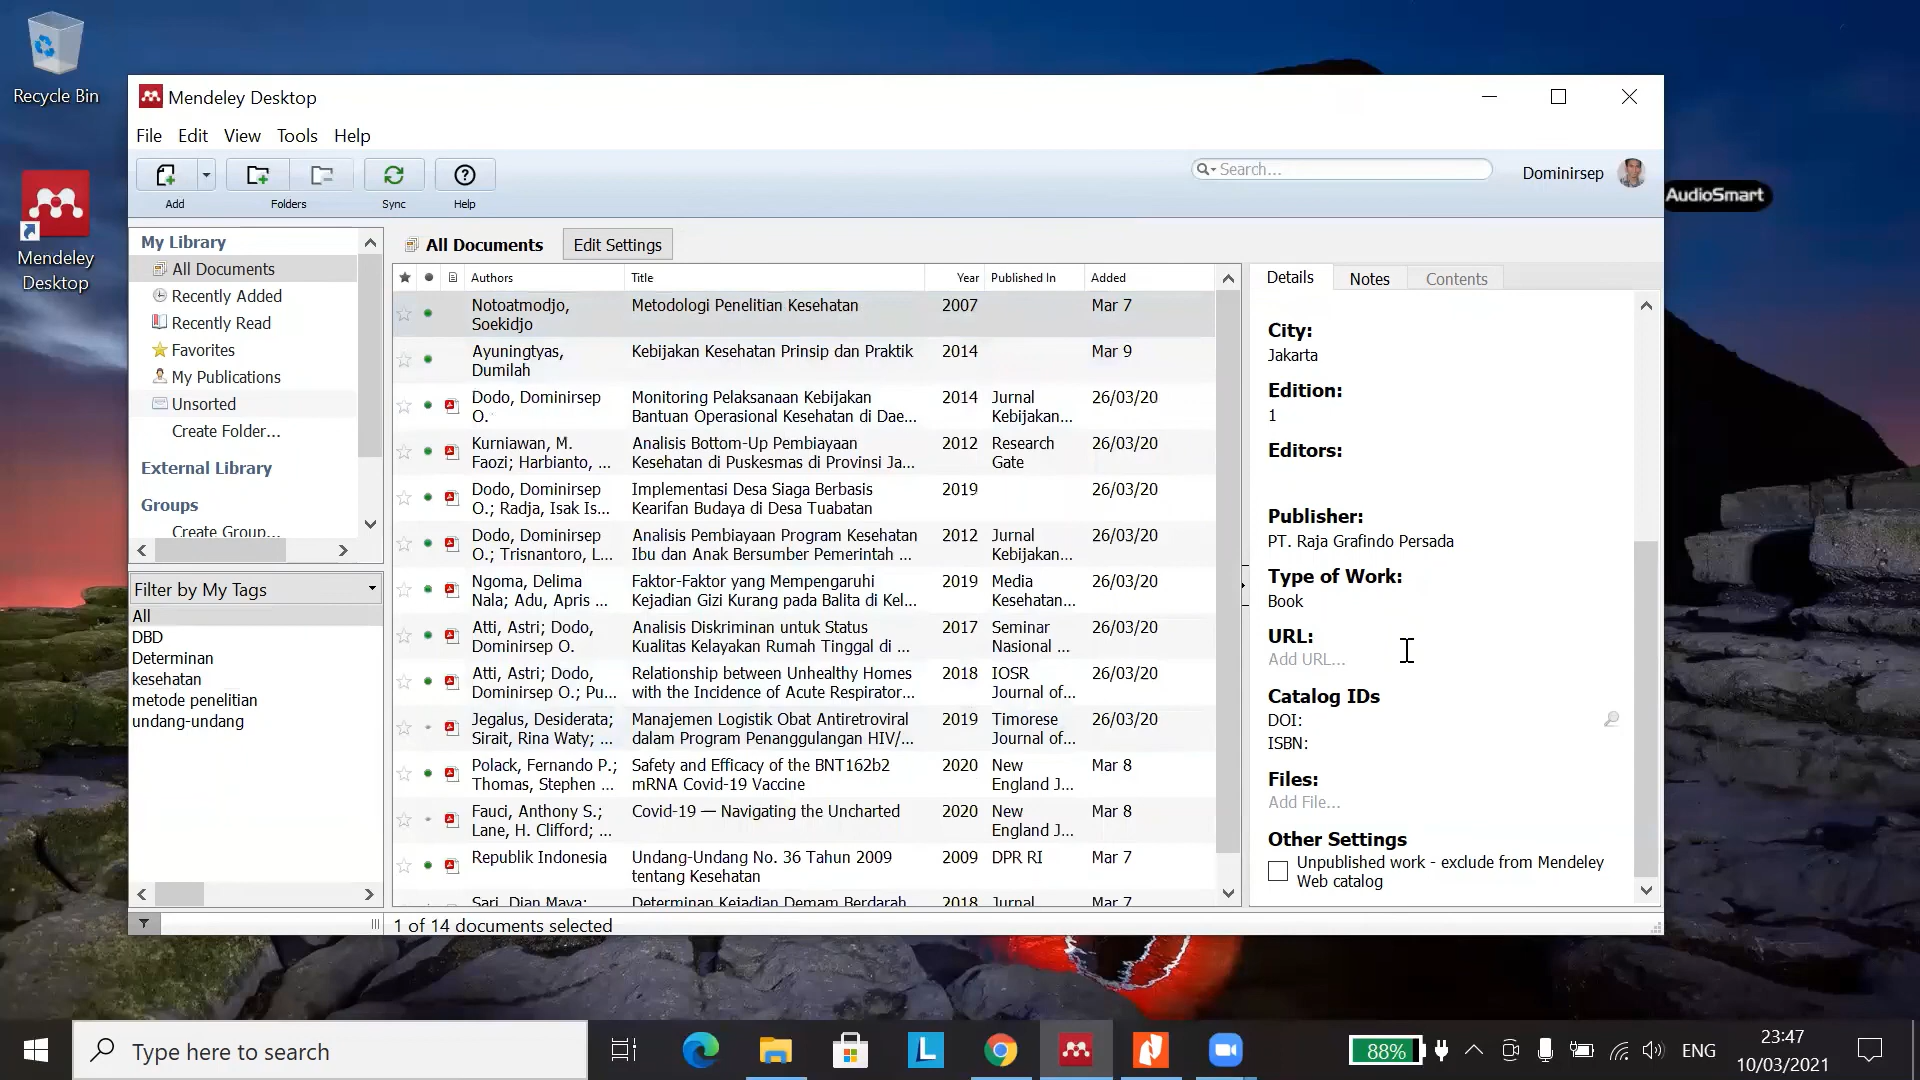 Recycle Bin
Mendeley
Desktop
Mendeley Desktop
File Edit View Tools Help
Add
Folders
Sync
Help
Search...
Dominirsep
AudioSmart
My Library
All Documents
Recently Added
Recently Read
Favorites
My Publications
Unsorted
Create Folder...
External Library
Groups
Create Group...
Filter by My Tags
All
DBD
Determinan
kesehatan
metode penelitian
undang-undang
All Documents Edit Settings
Authors Title Year Published In Added
Notoatmodjo, Metodologi Penelitian Kesehatan 2007 Mar 7
Soekidjo
Ayuningtyas, Kebijakan Kesehatan Prinsip dan Praktik 2014 Mar 9
Dumilah
Dodo, Dominirsep Monitoring Pelaksanaan Kebijakan 2014 Jurnal 26/03/20
O. Bantuan Operasional Kesehatan di Dae... Kebijakan...
Kurniawan, M. Analisis Bottom-Up Pembiayaan 2012 Research 26/03/20
Faozi; Harbianto, ... Kesehatan di Puskesmas di Provinsi Ja... Gate
Dodo, Dominirsep Implementasi Desa Siaga Berbasis 2019 26/03/20
O.; Radja, Isak Is... Kearifan Budaya di Desa Tuabatan
Dodo, Dominirsep Analisis Pembiayaan Program Kesehatan 2012 Jurnal 26/03/20
O.; Trisnantoro, L... Ibu dan Anak Bersumber Pemerintah ... Kebijakan...
Ngoma, Delima Faktor-Faktor yang Mempengaruhi 2019 Media 26/03/20
Nala; Adu, Apris ... Kejadian Gizi Kurang pada Balita di Kel... Kesehatan...
Atti, Astri; Dodo, Analisis Diskriminan untuk Status 2017 Seminar 26/03/20
Dominirsep O. Kualitas Kelayakan Rumah Tinggal di ... Nasional ...
Atti, Astri; Dodo, Relationship between Unhealthy Homes 2018 IOSR 26/03/20
Dominirsep O.; Pu... with the Incidence of Acute Respirator... Journal of...
Jegalus, Desiderata; Manajemen Logistik Obat Antiretroviral 2019 Timorese 26/03/20
Sirait, Rina Waty; ... dalam Program Penanggulangan HIV/... Journal of...
Polack, Fernando P.; Safety and Efficacy of the BNT162b2 2020 New Mar 8
Thomas, Stephen ... mRNA Covid-19 Vaccine England J...
Fauci, Anthony S.; Covid-19 — Navigating the Uncharted 2020 New Mar 8
Lane, H. Clifford; ... England J...
Republik Indonesia Undang-Undang No. 36 Tahun 2009 2009 DPR RI Mar 7
tentang Kesehatan
Sari, Dian Maya; Determinan Kejadian Demam Berdarah 2018 Jurnal Mar 7
1 of 14 documents selected
Details Notes Contents
City:
Jakarta
Edition:
1
Editors:
Publisher:
PT. Raja Grafindo Persada
Type of Work:
Book
URL:
Add URL...
Catalog IDs
DOI:
ISBN:
Files:
Add File...
Other Settings
Unpublished work - exclude from Mendeley
Web catalog
Type here to search
L
88%
ENG
23:47
10/03/2021